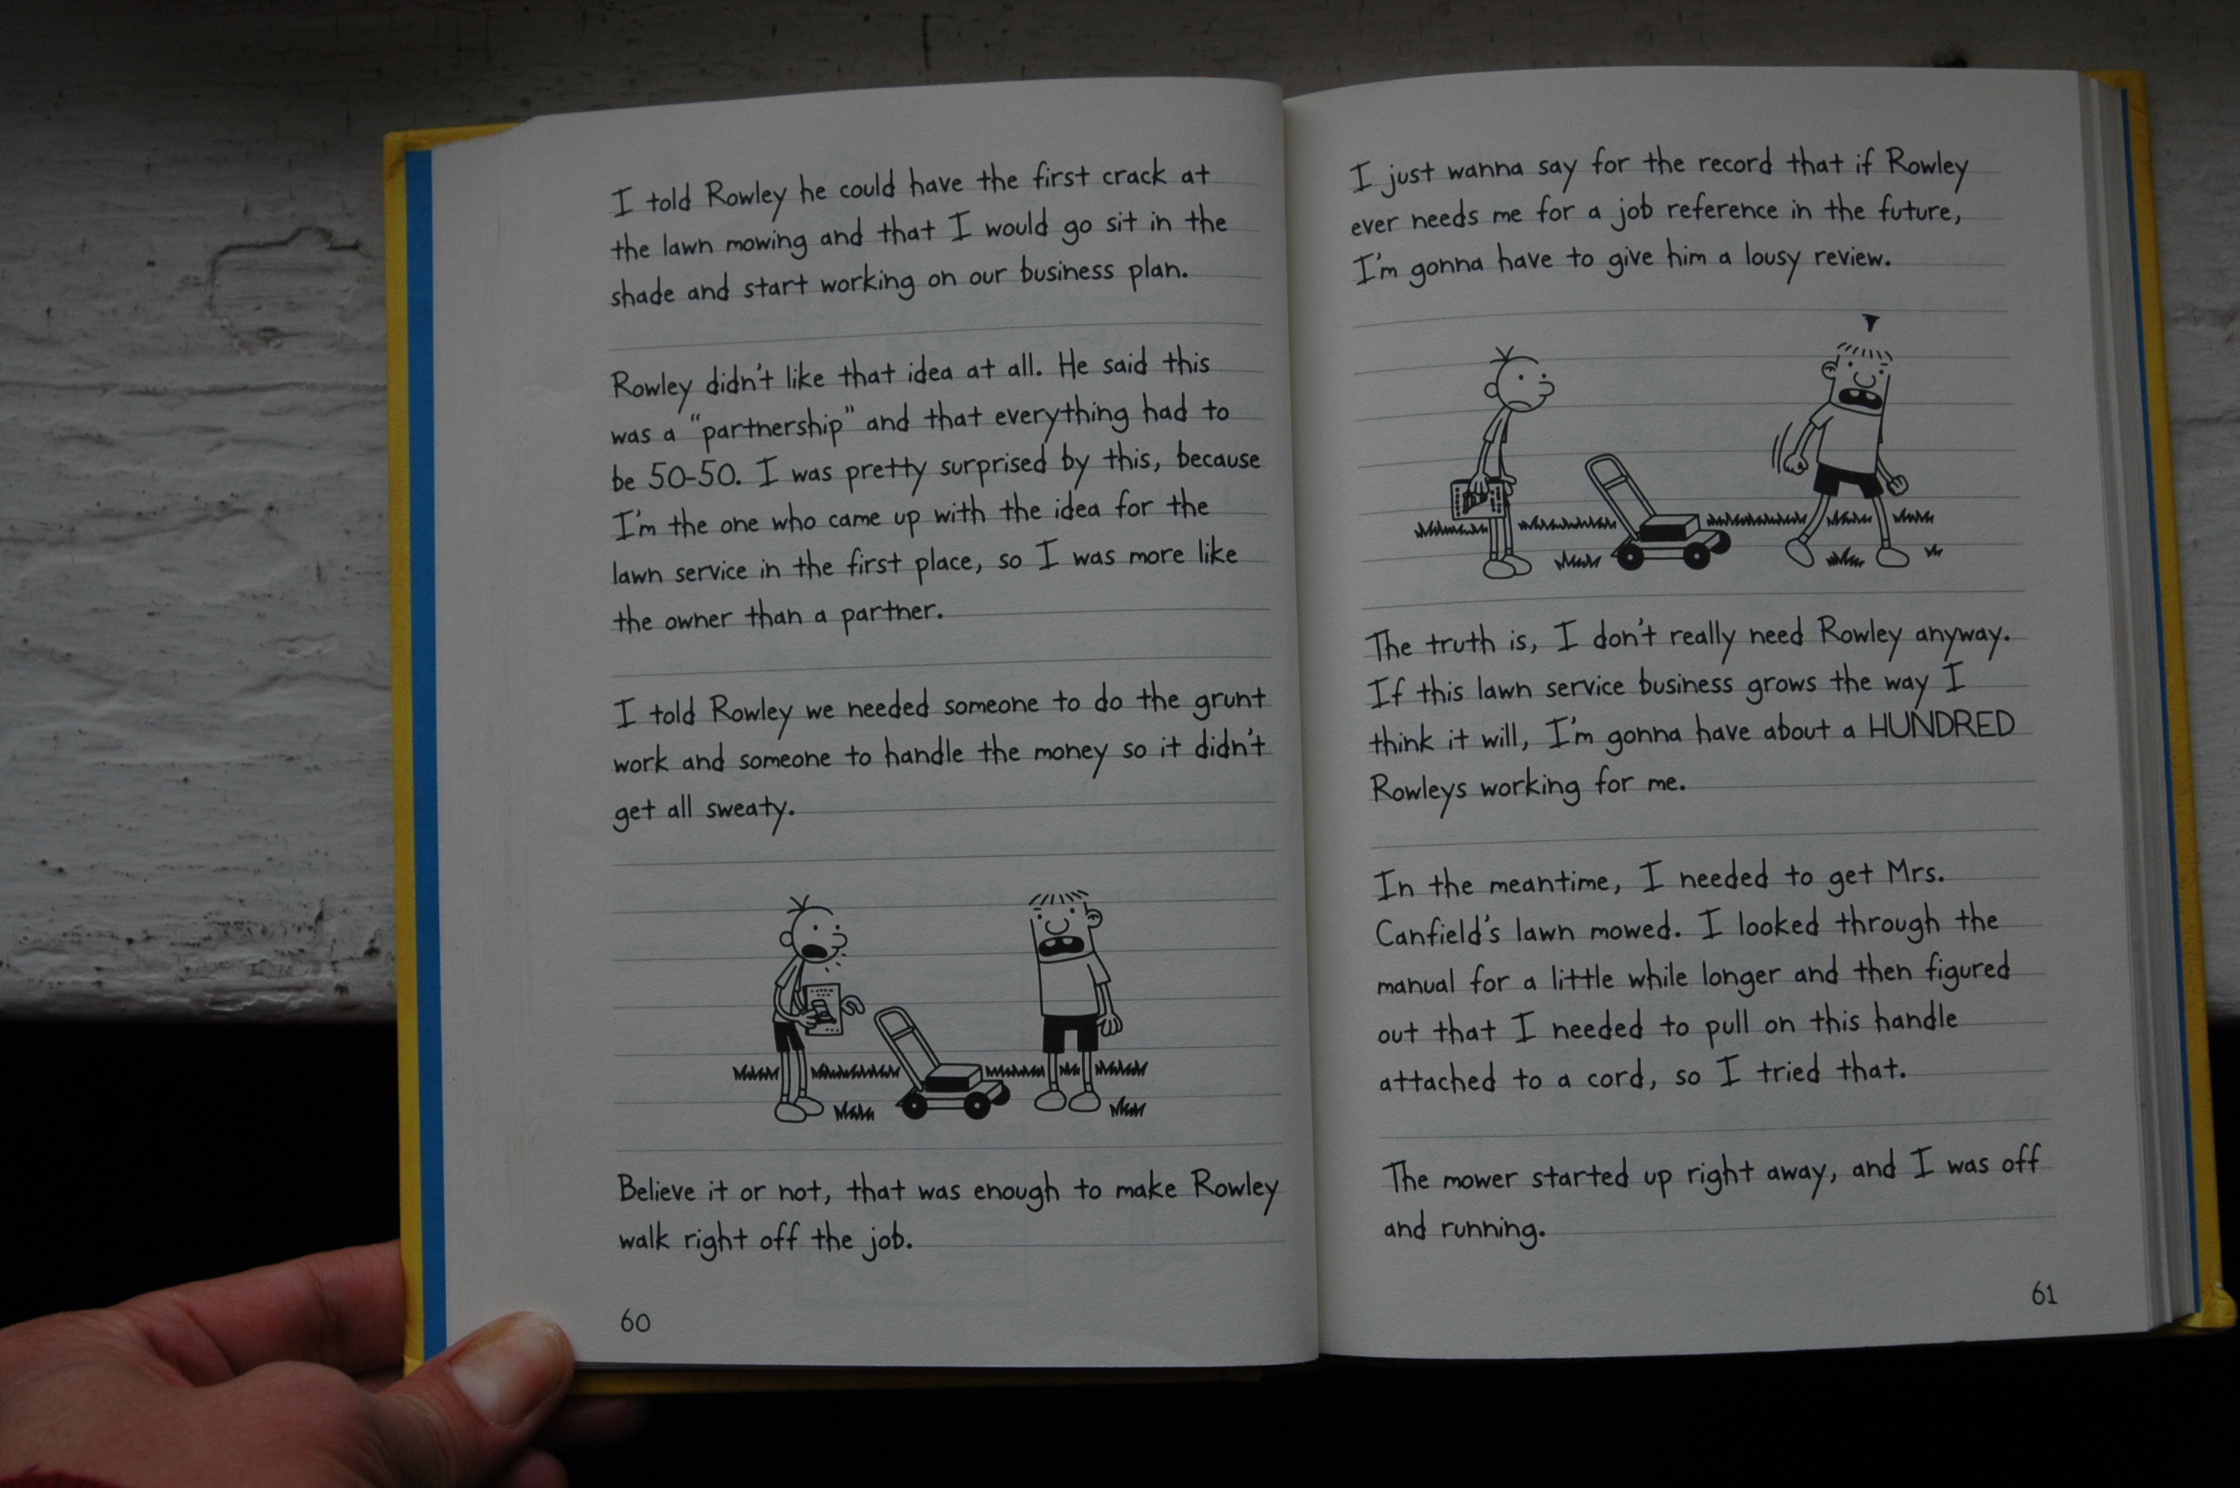 I told Rowley he could have the first crack at
the lawn mowing and that I would go sit in the
shade and start working on our business plan.
Rowley didn't like that idea at all. He said this
was a "partnership" and that everything had to
be 50-50. I was pretty surprised by this, because
I'm the one who came up with the idea for the
lawn service in the first place, so I was more like
the owner than a partner.
I told Rowley we needed someone to do the grunt
work and someone to handle the money so it didn't
get all sweaty.
Believe it or not, that was enough to make Rowley
walk right off the job.
60
I just wanna say for the record that if Rowley
ever needs me for a job reference in the future,
I'm gonna have to give him a lousy review.
The truth is, I don't really need Rowley anyway.
If this lawn service business grows the way I
think it will, I'm gonna have about a HUNDRED
Rowleys working for me.
In the meantime, I needed to get Mrs.
Canfield's lawn mowed. I looked through the
manual for a little while longer and then figured
out that I needed to pull on this handle
attached to a cord, so I tried that.
The mower started up right away, and I was off
and running.
61